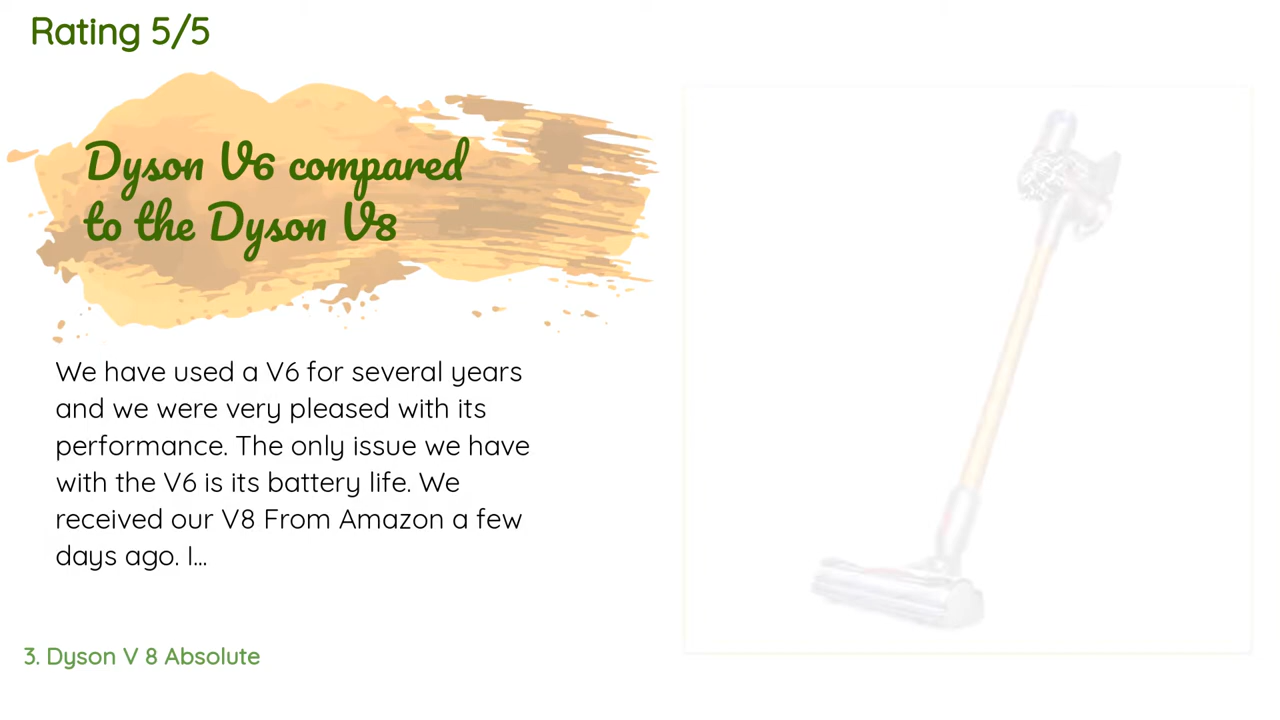 Rating 5/5
Dyson V6 compared
to the Dyson V8
We have used a V6 for several years
and we were very pleased with its
performance. The only issue we have
with the V6 is its battery life. We
received our V8 From Amazon a few
days ago. I...
3. Dyson V 8 Absolute